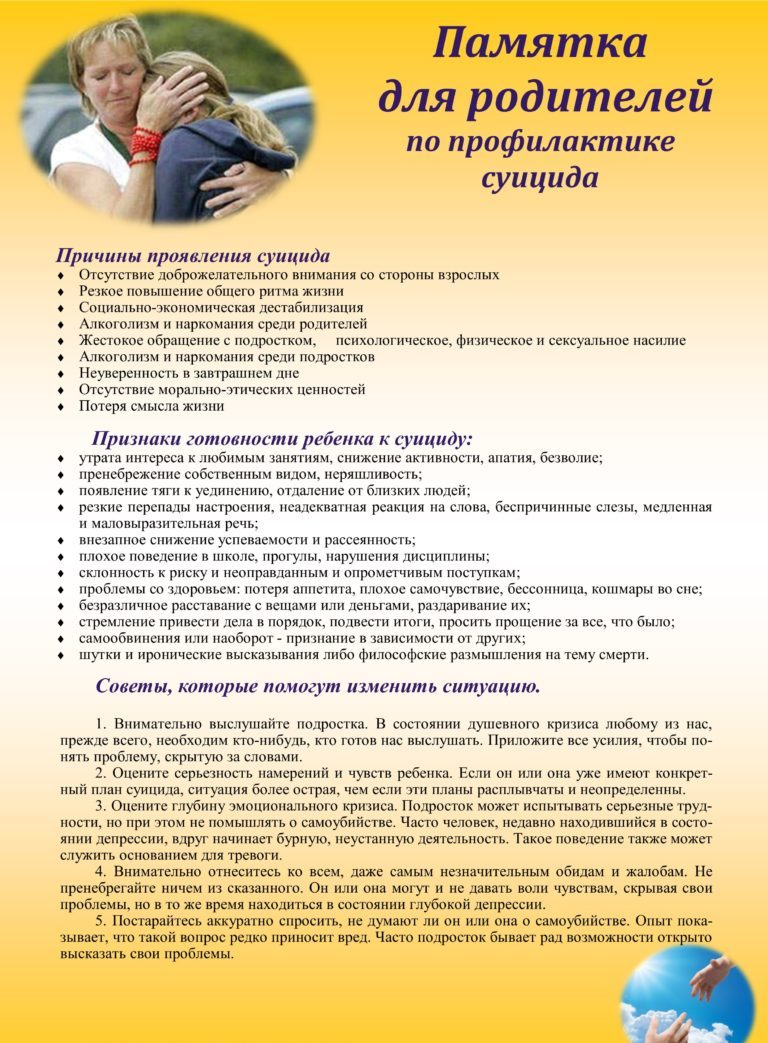 Памятка
для родителей
по профилактике
суицида
Причины проявления суицида
♦ Отсутствие доброжелательного внимания со стороны взрослых
♦ Резкое повышение общего ритма жизни
♦ Социально-экономическая дестабилизация
♦ Алкоголизм и наркомания среди родителей
♦ Жестокое обращение с подростком, психологическое, физическое и сексуальное насилие
♦ Алкоголизм и наркомания среди подростков
♦ Неуверенность в завтрашнем дне
♦ Отсутствие морально-этических ценностей
♦ Потеря смысла жизни
Признаки готовности ребенка к суициду:
♦ утрата интереса к любимым занятиям, снижение активности, апатия, безволие;
♦ пренебрежение собственным видом, неряшливость;
♦ появление тяги к уединению, отдаление от близких людей;
♦ резкие перепады настроения, неадекватная реакция на слова, беспричинные слезы, медленная
и маловыразительная речь;
♦ внезапное снижение успеваемости и рассеянность;
♦ плохое поведение в школе, прогулы, нарушения дисциплины;
♦ склонность к риску и неоправданным и опрометчивым поступкам;
♦ проблемы со здоровьем: потеря аппетита, плохое самочувствие, бессонница, кошмары во сне;
♦ безразличное расставание с вещами или деньгами, раздаривание их;
♦ стремление привести дела в порядок, подвести итоги, просить прощение за все, что было;
♦ самообвинения или наоборот - признание в зависимости от других;
♦ шутки и иронические высказывания либо философские размышления на тему смерти.
Советы, которые помогут изменить ситуацию.
1. Внимательно выслушайте подростка. В состоянии душевного кризиса любому из нас,
прежде всего, необходим кто-нибудь, кто готов нас выслушать. Приложите все усилия, чтобы по-
нять проблему, скрытую за словами.
2. Оцените серьезность намерений и чувств ребенка. Если он или она уже имеют конкрет-
ный план суицида, ситуация более острая, чем если эти планы расплывчаты и неопределенны.
3. Оцените глубину эмоционального кризиса. Подросток может испытывать серьезные труд-
ности, но при этом не помышлять о самоубийстве. Часто человек, недавно находившийся в состо-
янии депрессии, вдруг начинает бурную, неустанную деятельность. Такое поведение также может
служить основанием для тревоги.
4. Внимательно отнеситесь ко всем, даже самым незначительным обидам и жалобам. Не
пренебрегайте ничем из сказанного. Он или она могут и не давать воли чувствам, скрывая свои
проблемы, но в то же время находиться в состоянии глубокой депрессии.
5. Постарайтесь аккуратно спросить, не думают ли он или она о самоубийстве. Опыт пока-
зывает, что такой вопрос редко приносит вред. Часто подросток бывает рад возможности открыто
высказать свои проблемы.